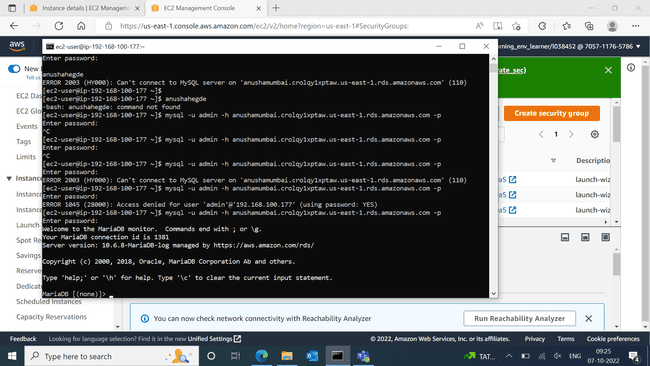 Instance details | EC2 Manageme
EC2 Management Console
https://us-east-1.console.aws.amazon.com/ec2/v2/home?region=us-east-1#SecurityGroups:
aws
ec2-user@ip-192-168-100-177:~
rning_env_learner/l038452 @ 7057-1176-5786
New
Tell us
EC2 Das
EC2 Glo
Events
Tags
Limits
Instances
Instanc
Instanc
Launch
Spot Re
Savings
Reserve
Dedicat
Scheduled Instances
Capacity Reservations
Enter password:
anushahegde
ERROR 2003 (HY000): Can't connect to MySQL server on 'anushamumbai.crolqy1xptaw.us-east-1.rds.amazonaws.com' (110)
[ec2-user@ip-192-168-100-177 ~]$
[ec2-user@ip-192-168-100-177 ~]$ anushahegde
-bash: anushahegde: command not found
[ec2-user@ip-192-168-100-177 ~]$ mysql -u admin -h anushamumbai.crolqy1xptaw.us-east-1.rds.amazonaws.com -p
Enter password:
^C
[ec2-user@ip-192-168-100-177 ~]$ mysql -u admin -h anushamumbai.crolqy1xptaw.us-east-1.rds.amazonaws.com -p
Enter password:
^C
[ec2-user@ip-192-168-100-177 ~]$ mysql -u admin -h anushamumbai.crolqy1xptaw.us-east-1.rds.amazonaws.com -p
Enter password:
ERROR 2003 (HY000): Can't connect to MySQL server on 'anushamumbai.crolqy1xptaw.us-east-1.rds.amazonaws.com' (110)
[ec2-user@ip-192-168-100-177 ~]$ mysql -u admin -h anushamumbai.crolqy1xptaw.us-east-1.rds.amazonaws.com -p
Enter password:
ERROR 1045 (28000): Access denied for user 'admin'@'192.168.100.177' (using password: YES)
[ec2-user@ip-192-168-100-177 ~]$ mysql -u admin -h anushamumbai.crolqy1xptaw.us-east-1.rds.amazonaws.com -p
Enter password:
Welcome to the MariaDB monitor.  Commands end with ; or \g.
Your MariaDB connection id is 1381
Server version: 10.6.8-MariaDB-log managed by https://aws.amazon.com/rds/
Copyright (c) 2000, 2018, Oracle, MariaDB Corporation Ab and others.
Type 'help;' or '\h' for help. Type '\c' to clear the current input statement.
MariaDB [(none)]>
ate_sec)
Create security group
1
Descriptio
a5 launch-wiz
a5 launch-wiz
a5 launch-wiz
You can now check network connectivity with Reachability Analyzer
Run Reachability Analyzer
Feedback Looking for language selection? Find it in the new Unified Settings © 2022, Amazon Web Services, Inc. or its affiliates. Privacy Terms Cookie preferences
Type here to search
TAT...
ENG
09:25
07-10-2022